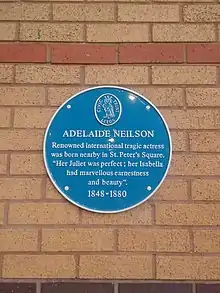 ADELAIDE NEILSON
Renowned international tragic actress
was born nearby in St. Peter's Square.
"Her Juliet was perfect; her Isabella
had marvellous earnestness
and beauty".
1848-1880